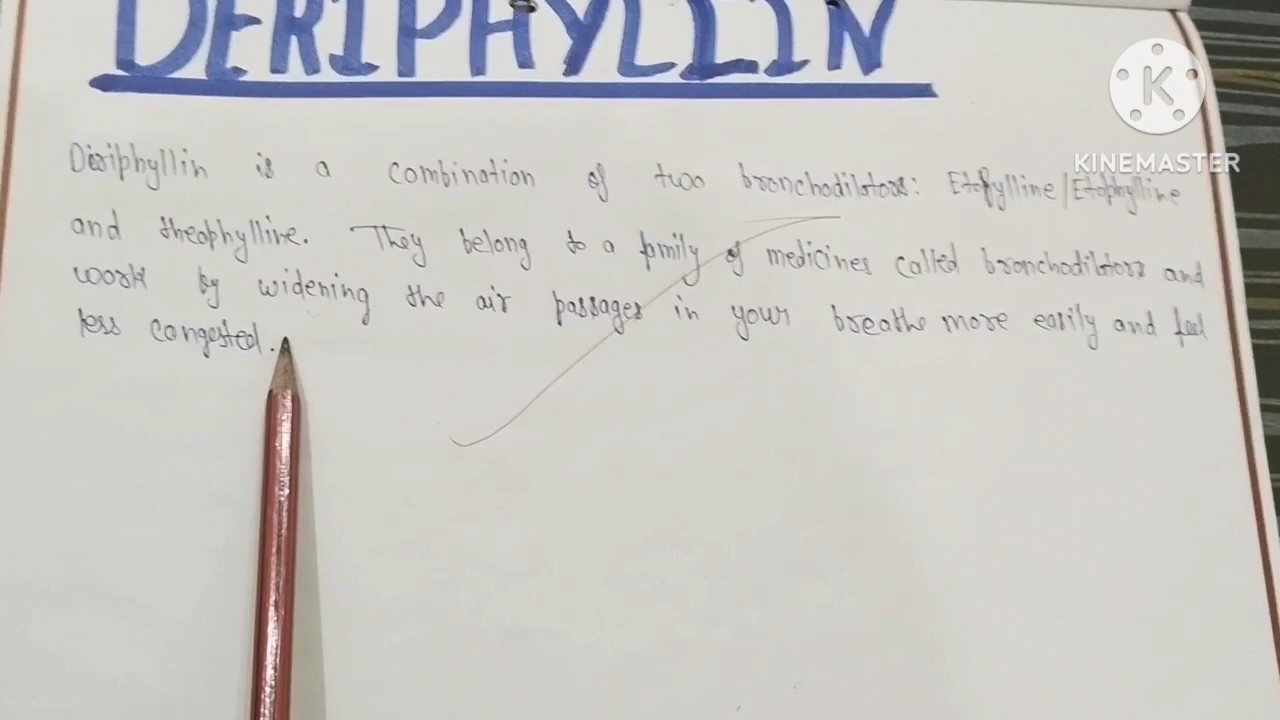 DERIPHYLLIN
KINEMASTER
Deriphyllin is a combination of two bronchodilators: Etofylline/Etophylline
and theophylline. They belong to a family of medicines called bronchodilators and
work by widening the air passages in your breathe more easily and feel
less congested.